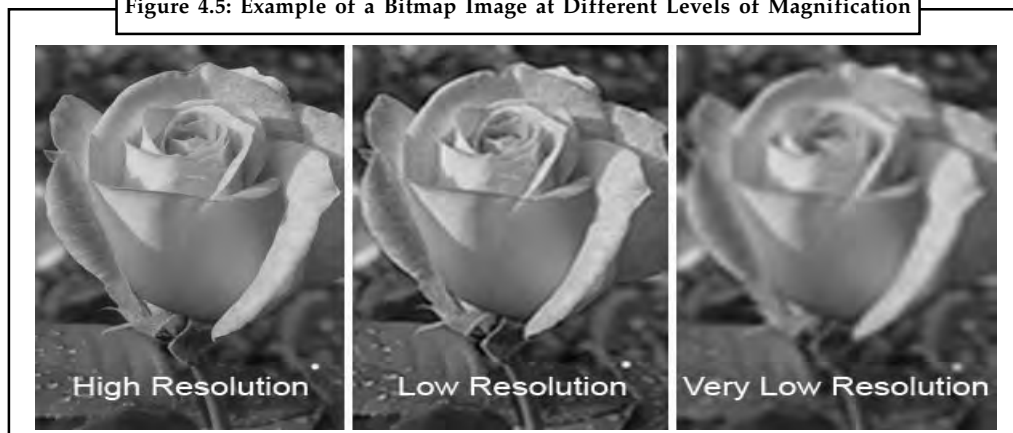 Figure 4.5: Example of a Bitmap Image at Different Levels of Magnification
High Resolution
Low Resolution
Very Low Resolution